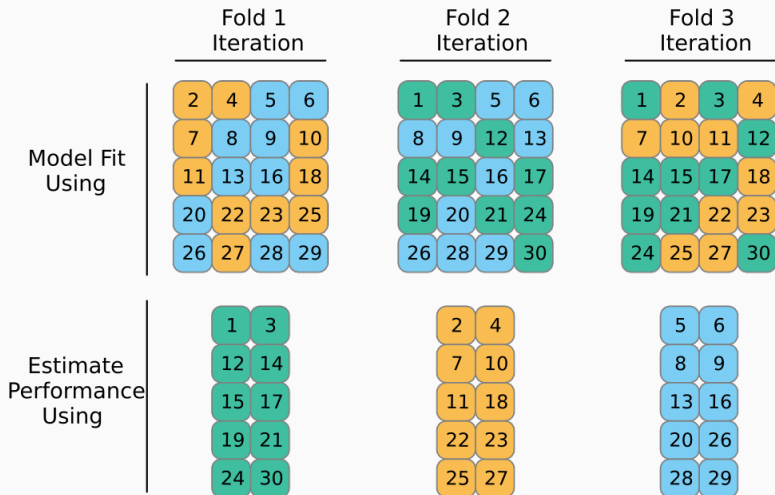 Fold 1
Iteration
Fold 2
Iteration
Fold 3
Iteration
Model Fit
Using
2 4 5 6
7 8 9 10
11 13 16 18
20 22 23 25
26 27 28 29
1 3 5 6
8 9 12 13
14 15 16 17
19 20 21 24
26 28 29 30
1 2 3 4
7 10 11 12
14 15 17 18
19 21 22 23
24 25 27 30
Estimate
Performance
Using
1 3
12 14
15 17
19 21
24 30
2 4
7 10
11 18
22 23
25 27
5 6
8 9
13 16
20 26
28 29